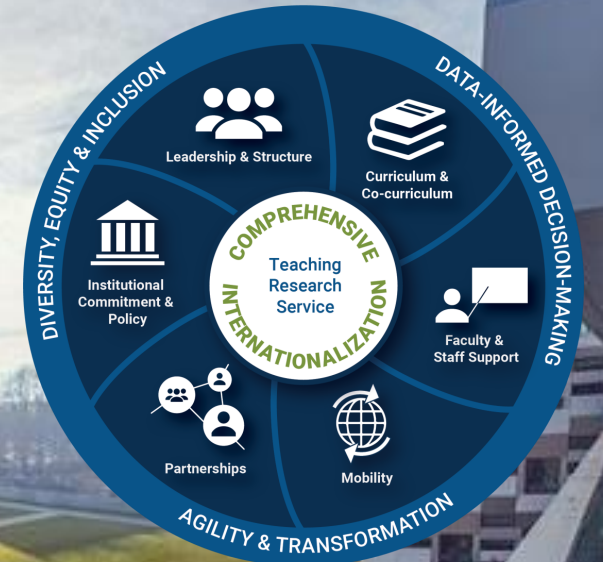 DIVERSITY, EQUITY & INCLUSION
DATA-INFORMED DECISION-MAKING
AGILITY & TRANSFORMATION
Leadership & Structure
Curriculum &
Co-curriculum
Institutional
Commitment &
Policy
Faculty &
Staff Support
Partnerships
Mobility
COMPREHENSIVE
INTERNATIONALIZATION
Teaching
Research
Service